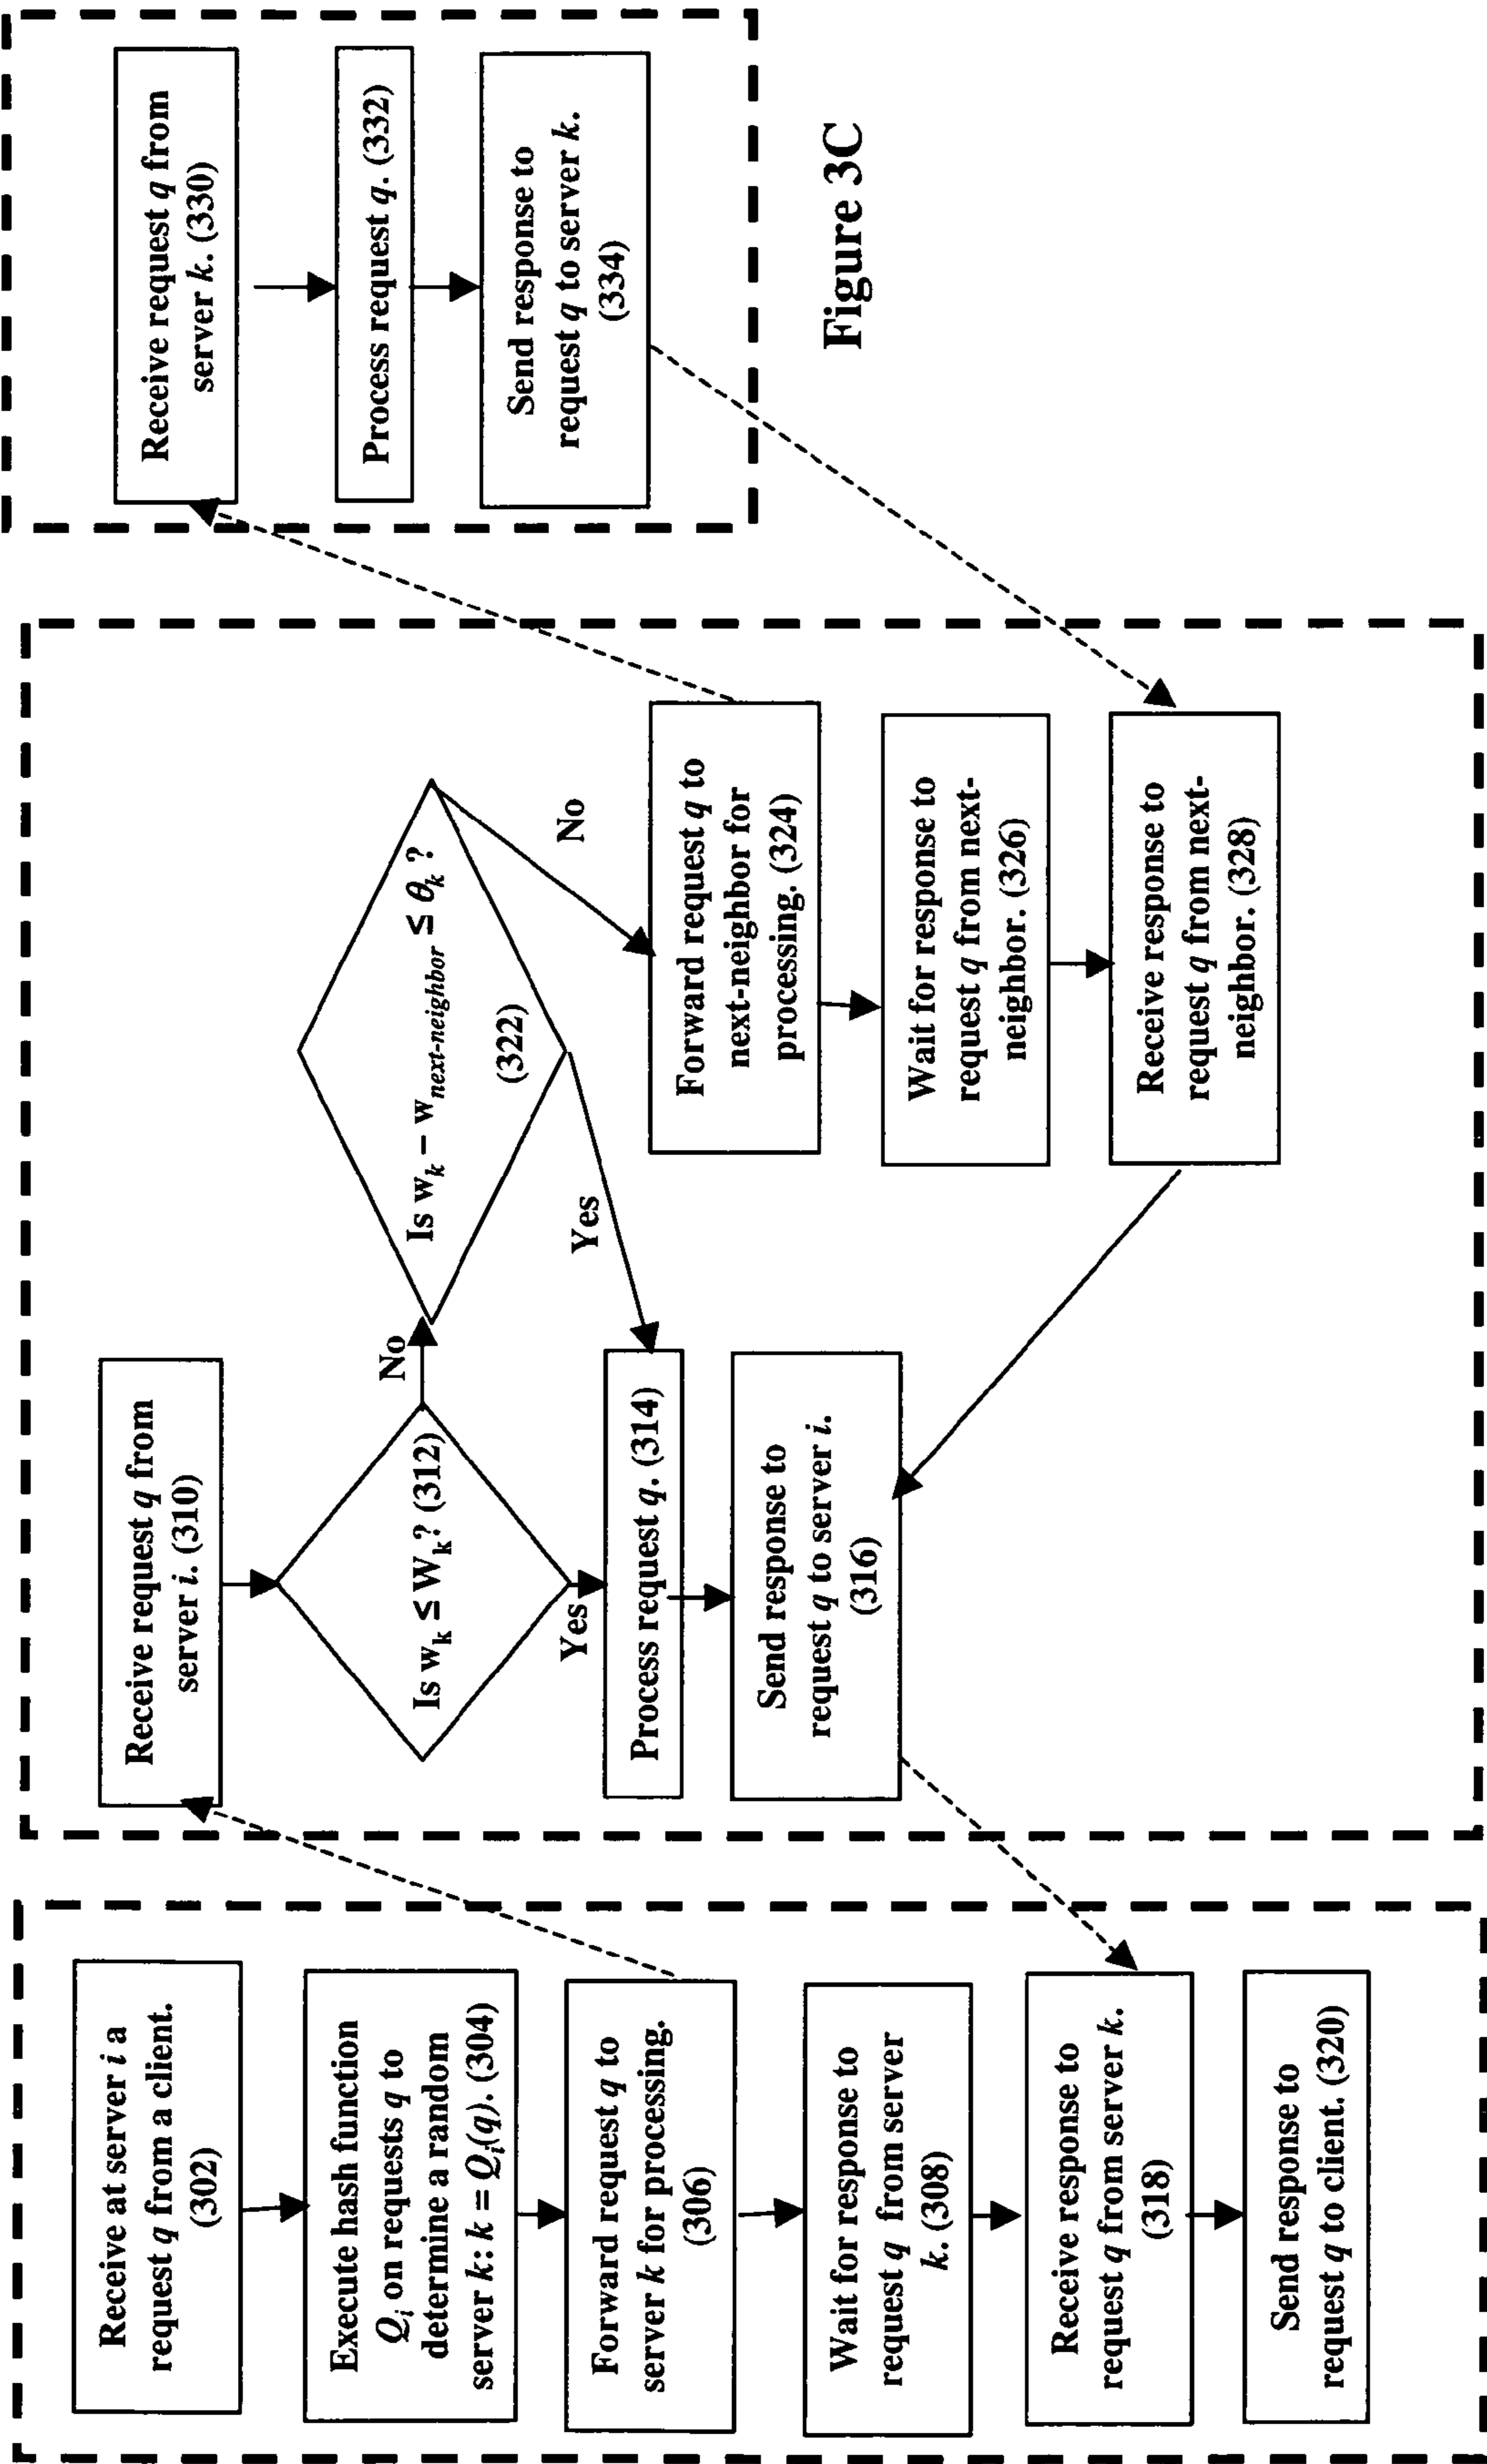 Receive at server i a
request q from a client.
(302)
Execute hash function
Qi on requests q to
determine a random
server k: k = Qi(q). (304)
Forward request q to
server k for processing.
(306)
Wait for response to
request q from server
k. (308)
Receive response to
request q from server k.
(318)
Send response to
request q to client. (320)
Receive request q from
server i. (310)
Is wk ≤ Wk? (312)
No
Yes
Process request q. (314)
Send response to
request q to server i.
(316)
Is wk – wnext-neighbor ≤ θk ?
(322)
Yes
No
Forward request q to
next-neighbor for
processing. (324)
Wait for response to
request q from next-
neighbor. (326)
Receive response to
request q from next-
neighbor. (328)
Receive request q from
server k. (330)
Process request q. (332)
Send response to
request q to server k.
(334)
Figure 3C